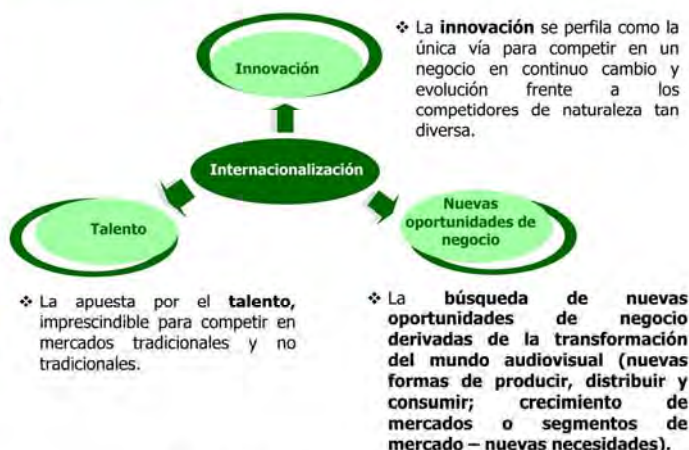 Innovación
❖ La innovación se perfila como la
única vía para competir en un
negocio en continuo cambio y
evolución frente a los
competidores de naturaleza tan
diversa.
Internacionalización
Talento
Nuevas
oportunidades de
negocio
❖ La apuesta por el talento,
imprescindible para competir en
mercados tradicionales y no
tradicionales.
❖ La búsqueda de nuevas
oportunidades de negocio
derivadas de la transformación
del mundo audiovisual (nuevas
formas de producir, distribuir y
consumir; crecimiento de
mercados o segmentos de
mercado – nuevas necesidades).